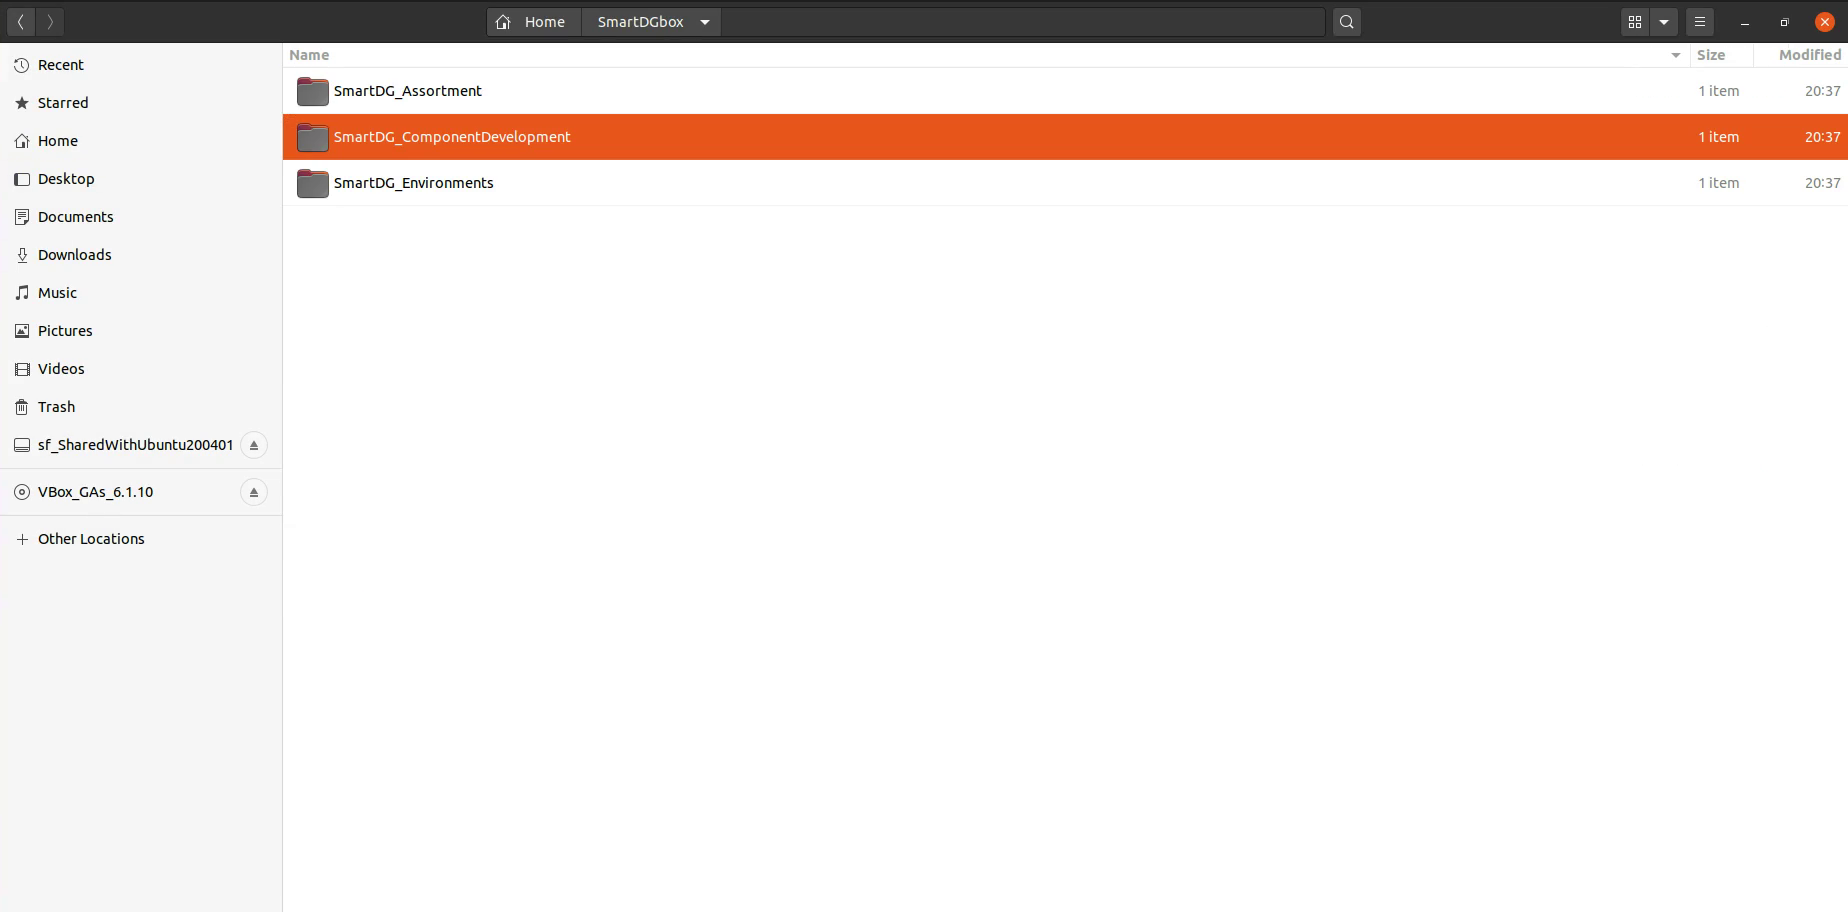 Home SmartDGbox
Name Size Modified
Recent
Starred
Home
Desktop
Documents
Downloads
Music
Pictures
Videos
Trash
sf_SharedWithUbuntu200401
VBox_GAs_6.1.10
Other Locations
SmartDG_Assortment 1 item 20:37
SmartDG_ComponentDevelopment 1 item 20:37
SmartDG_Environments 1 item 20:37